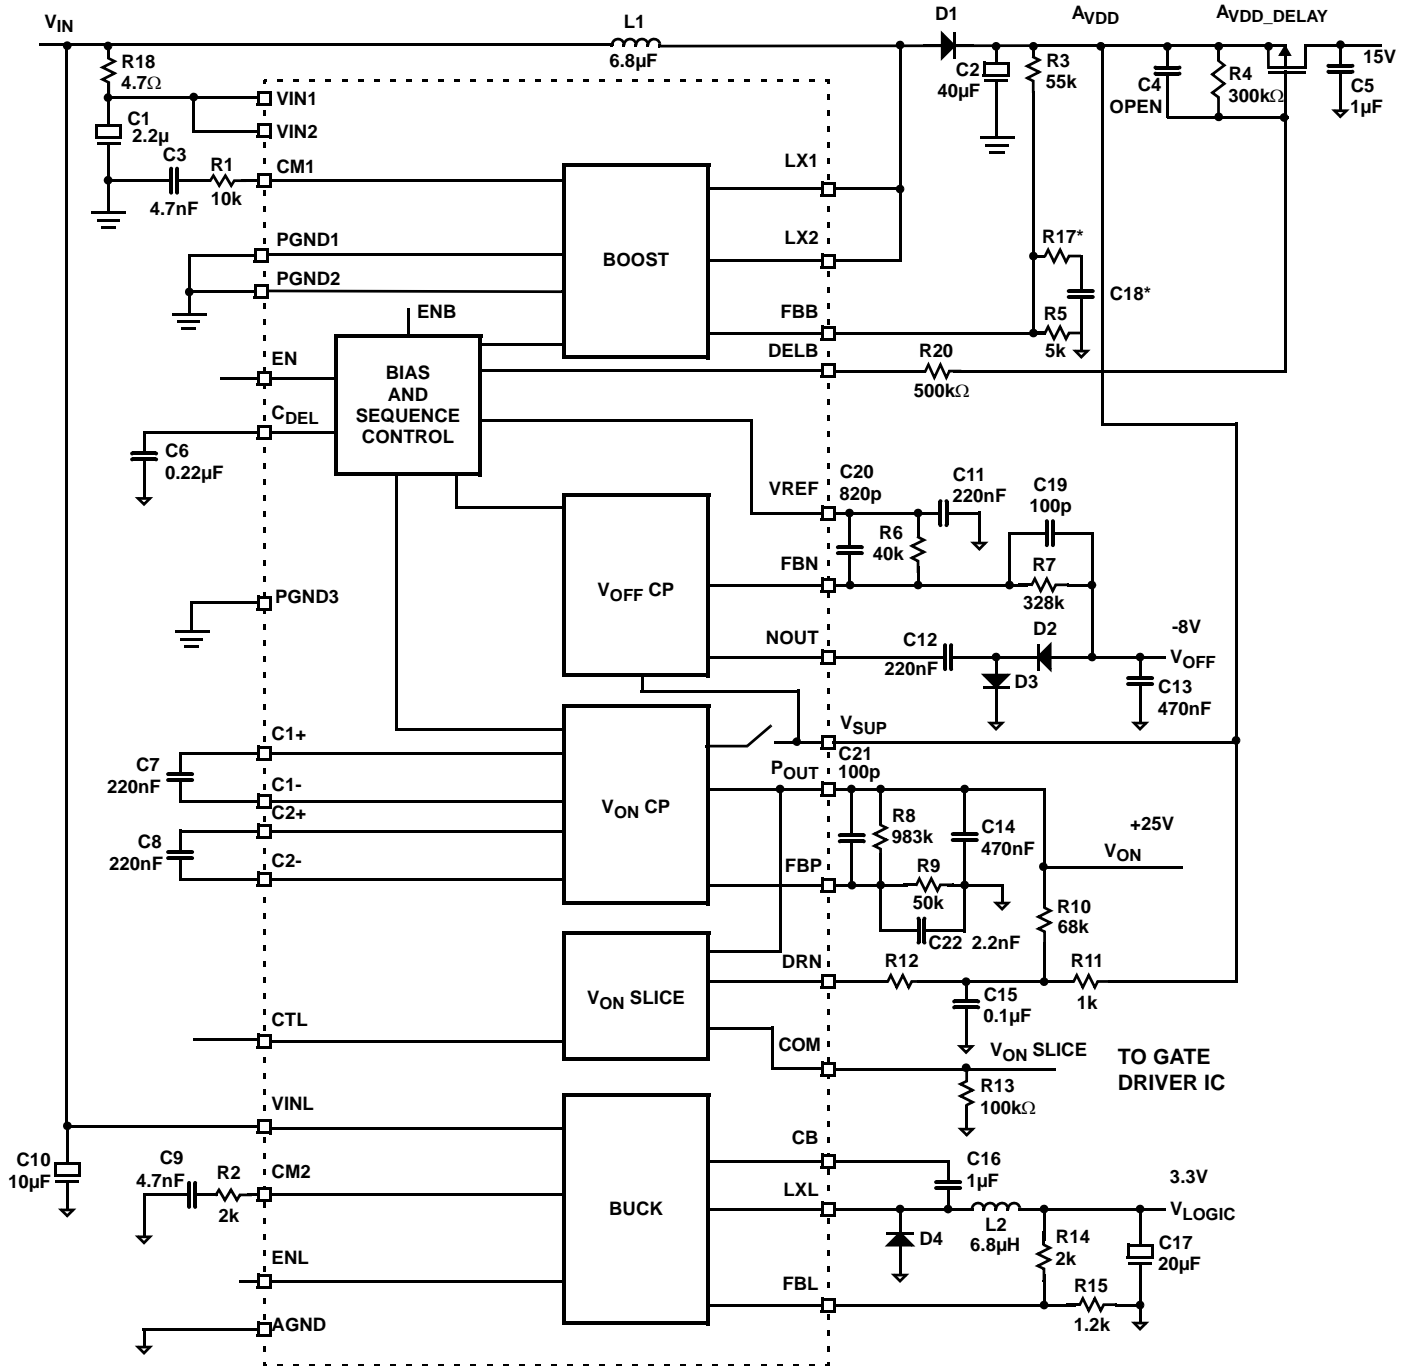 VIN
L1
D1
AVDD
AVDD_DELAY
R18
4.7Ω
6.8µF
C2
40µF
R3
55k
C4
OPEN
R4
300kΩ
15V
C5
1µF
VIN1
C1
2.2µ
VIN2
C3
4.7nF
R1
10k
CM1
LX1
PGND1
BOOST
LX2
R17*
PGND2
C18*
ENB
FBB
R5
5k
EN
BIAS
AND
SEQUENCE
CONTROL
DELB
R20
500kΩ
CDEL
C6
0.22µF
VREF
C20
820p
C11
220nF
C19
100p
R6
40k
VOFF CP
FBN
R7
328k
PGND3
NOUT
C12
220nF
D2
-8V
VOFF
D3
C13
470nF
VSUP
C1+
C7
220nF
C1-
POUT
C21
100p
C2+
VON CP
R8
983k
C14
470nF
+25V
VON
C8
220nF
C2-
FBP
R9
50k
R10
68k
C22 2.2nF
DRN
R12
R11
1k
VON SLICE
C15
0.1µF
CTL
COM
VON SLICE
TO GATE
DRIVER IC
R13
100kΩ
VINL
CB
C10
10µF
C9
4.7nF
R2
2k
CM2
C16
1µF
3.3V
BUCK
LXL
VLOGIC
D4
L2
6.8µH
R14
2k
C17
20µF
ENL
FBL
R15
1.2k
AGND